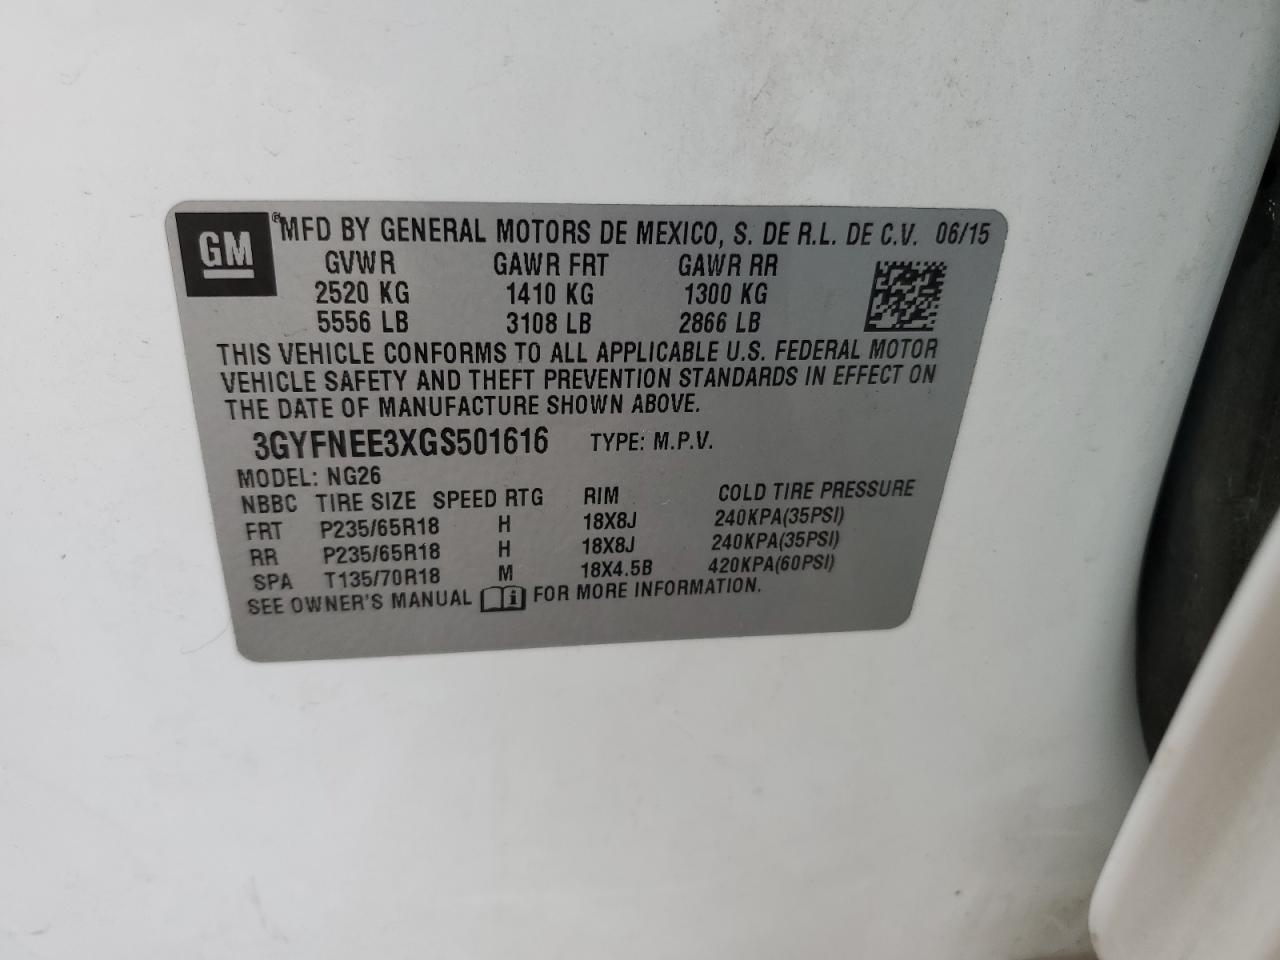 GM ® MFD BY GENERAL MOTORS DE MEXICO, S. DE R.L. DE C.V. 06/15
GVWR GAWR FRT GAWR RR
2520 KG 1410 KG 1300 KG
5556 LB 3108 LB 2866 LB
THIS VEHICLE CONFORMS TO ALL APPLICABLE U.S. FEDERAL MOTOR
VEHICLE SAFETY AND THEFT PREVENTION STANDARDS IN EFFECT ON
THE DATE OF MANUFACTURE SHOWN ABOVE.
3GYFNEE3XGS501616 TYPE: M.P.V.
MODEL: NG26
NBBC TIRE SIZE SPEED RTG RIM COLD TIRE PRESSURE
FRT P235/65R18 H 18X8J 240KPA(35PSI)
RR P235/65R18 H 18X8J 240KPA(35PSI)
SPA T135/70R18 M 18X4.5B 420KPA(60PSI)
SEE OWNER'S MANUAL i FOR MORE INFORMATION.